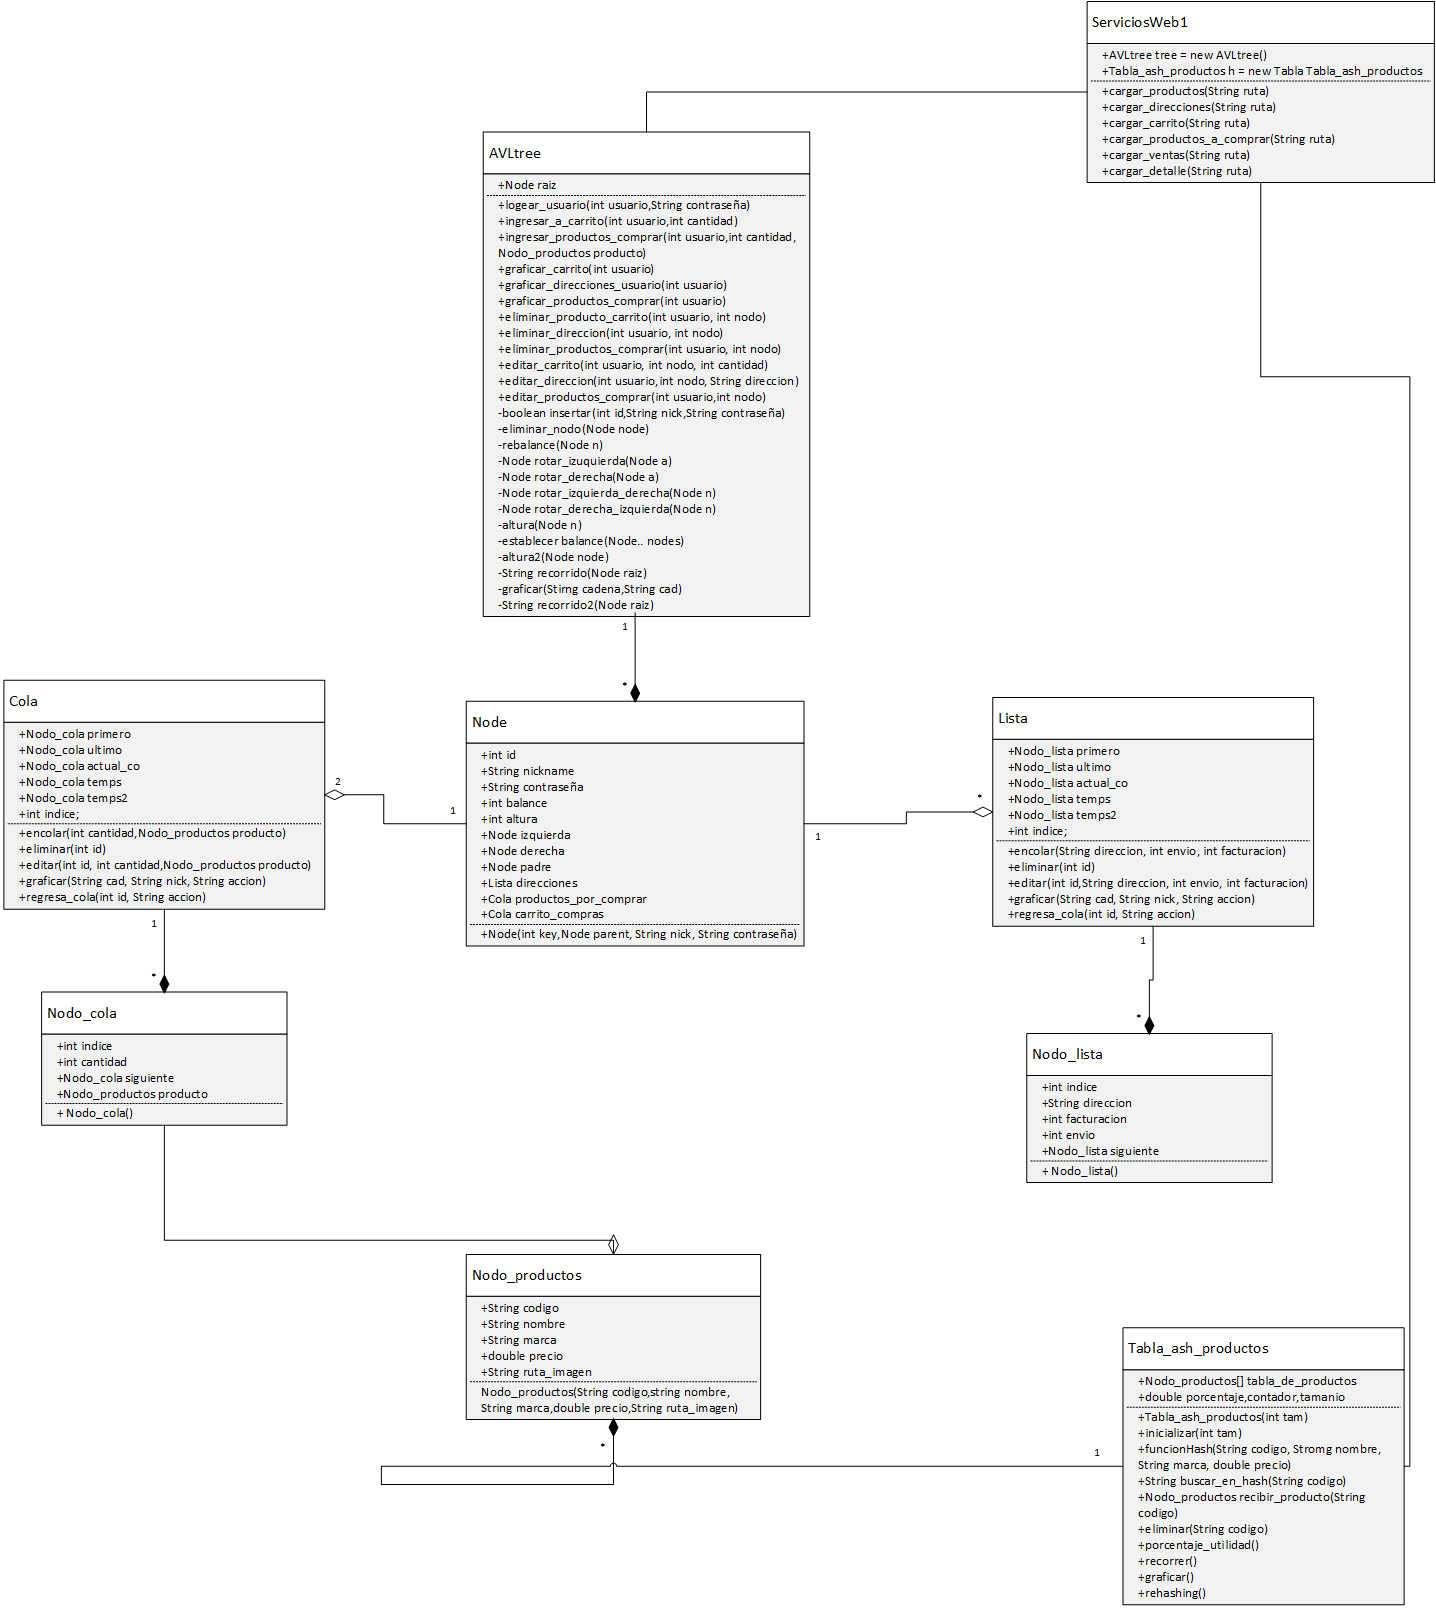 ServiciosWeb1
+AVLtree tree = new AVLtree()
+Tabla_ash_productos h = new Tabla Tabla_ash_productos
+cargar_productos(String ruta)
+cargar_direcciones(String ruta)
+cargar_carrito(String ruta)
+cargar_productos_a_comprar(String ruta)
+cargar_ventas(String ruta)
+cargar_detalle(String ruta)
AVLtree
+Node raiz
+logear_usuario(int usuario,String contraseña)
+ingresar_a_carrito(int usuario,int cantidad)
+ingresar_productos_comprar(int usuario,int cantidad,
Nodo_productos producto)
+graficar_carrito(int usuario)
+graficar_direcciones_usuario(int usuario)
+graficar_productos_comprar(int usuario)
+eliminar_producto_carrito(int usuario, int nodo)
+eliminar_direccion(int usuario, int nodo)
+eliminar_productos_comprar(int usuario, int nodo)
+editar_carrito(int usuario, int nodo, int cantidad)
+editar_direccion(int usuario,int nodo, String direccion)
+editar_productos_comprar(int usuario,int nodo)
-boolean insertar(int id,String nick,String contraseña)
-eliminar_nodo(Node node)
-rebalance(Node n)
-Node rotar_izuquierda(Node a)
-Node rotar_derecha(Node a)
-Node rotar_izquierda_derecha(Node n)
-Node rotar_derecha_izquierda(Node n)
-altura(Node n)
-establecer balance(Node.. nodes)
-altura2(Node node)
-String recorrido(Node raiz)
-graficar(Stirng cadena,String cad)
-String recorrido2(Node raiz)
1
*
Cola
+Nodo_cola primero
+Nodo_cola ultimo
+Nodo_cola actual_co
+Nodo_cola temps
+Nodo_cola temps2
+int indice;
+encolar(int cantidad,Nodo_productos producto)
+eliminar(int id)
+editar(int id, int cantidad,Nodo_productos producto)
+graficar(String cad, String nick, String accion)
+regresa_cola(int id, String accion)
2
1
Node
+int id
+String nickname
+String contraseña
+int balance
+int altura
+Node izquierda
+Node derecha
+Node padre
+Lista direcciones
+Cola productos_por_comprar
+Cola carrito_compras
+Node(int key,Node parent, String nick, String contraseña)
1
*
Lista
+Nodo_lista primero
+Nodo_lista ultimo
+Nodo_lista actual_co
+Nodo_lista temps
+Nodo_lista temps2
+int indice;
+encolar(String direccion, int envio, int facturacion)
+eliminar(int id)
+editar(int id,String direccion, int envio, int facturacion)
+graficar(String cad, String nick, String accion)
+regresa_cola(int id, String accion)
1
*
Nodo_cola
+int indice
+int cantidad
+Nodo_cola siguiente
+Nodo_productos producto
+ Nodo_cola()
1
*
Nodo_lista
+int indice
+String direccion
+int facturacion
+int envio
+Nodo_lista siguiente
+ Nodo_lista()
Nodo_productos
+String codigo
+String nombre
+String marca
+double precio
+String ruta_imagen
Nodo_productos(String codigo,string nombre,
String marca,double precio,String ruta_imagen)
*
1
Tabla_ash_productos
+Nodo_productos[] tabla_de_productos
+double porcentaje,contador,tamanio
+Tabla_ash_productos(int tam)
+inicializar(int tam)
+funcionHash(String codigo, Stromg nombre,
String marca, double precio)
+String buscar_en_hash(String codigo)
+Nodo_productos recibir_producto(String
codigo)
+eliminar(String codigo)
+porcentaje_utilidad()
+recorrer()
+graficar()
+rehashing()